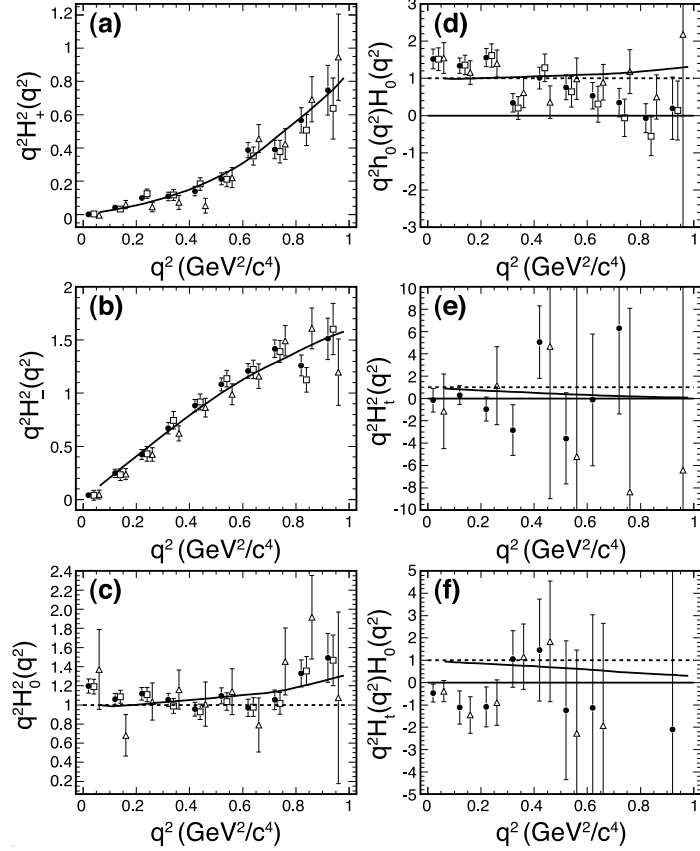 (a)
q²H²₊(q²)
1.2
1
0.8
0.6
0.4
0.2
0
0 0.2 0.4 0.6 0.8 1
q² (GeV²/c⁴)
(d)
q²h₀(q²)H₀(q²)
3
2
1
0
-1
-2
-3
0 0.2 0.4 0.6 0.8 1
q² (GeV²/c⁴)
(b)
q²H²₋(q²)
2
1.5
1
0.5
0
0 0.2 0.4 0.6 0.8 1
q² (GeV²/c⁴)
(e)
q²H²ₜ(q²)
10
8
6
4
2
0
-2
-4
-6
-8
-10
0 0.2 0.4 0.6 0.8 1
q² (GeV²/c⁴)
(c)
q²H²₀(q²)
2.4
2.2
2.0
1.8
1.6
1.4
1.2
1.0
0.8
0.6
0.4
0.2
0 0.2 0.4 0.6 0.8 1
q² (GeV²/c⁴)
(f)
q²Hₜ(q²)H₀(q²)
5
4
3
2
1
0
-1
-2
-3
-4
-5
0 0.2 0.4 0.6 0.8 1
q² (GeV²/c⁴)